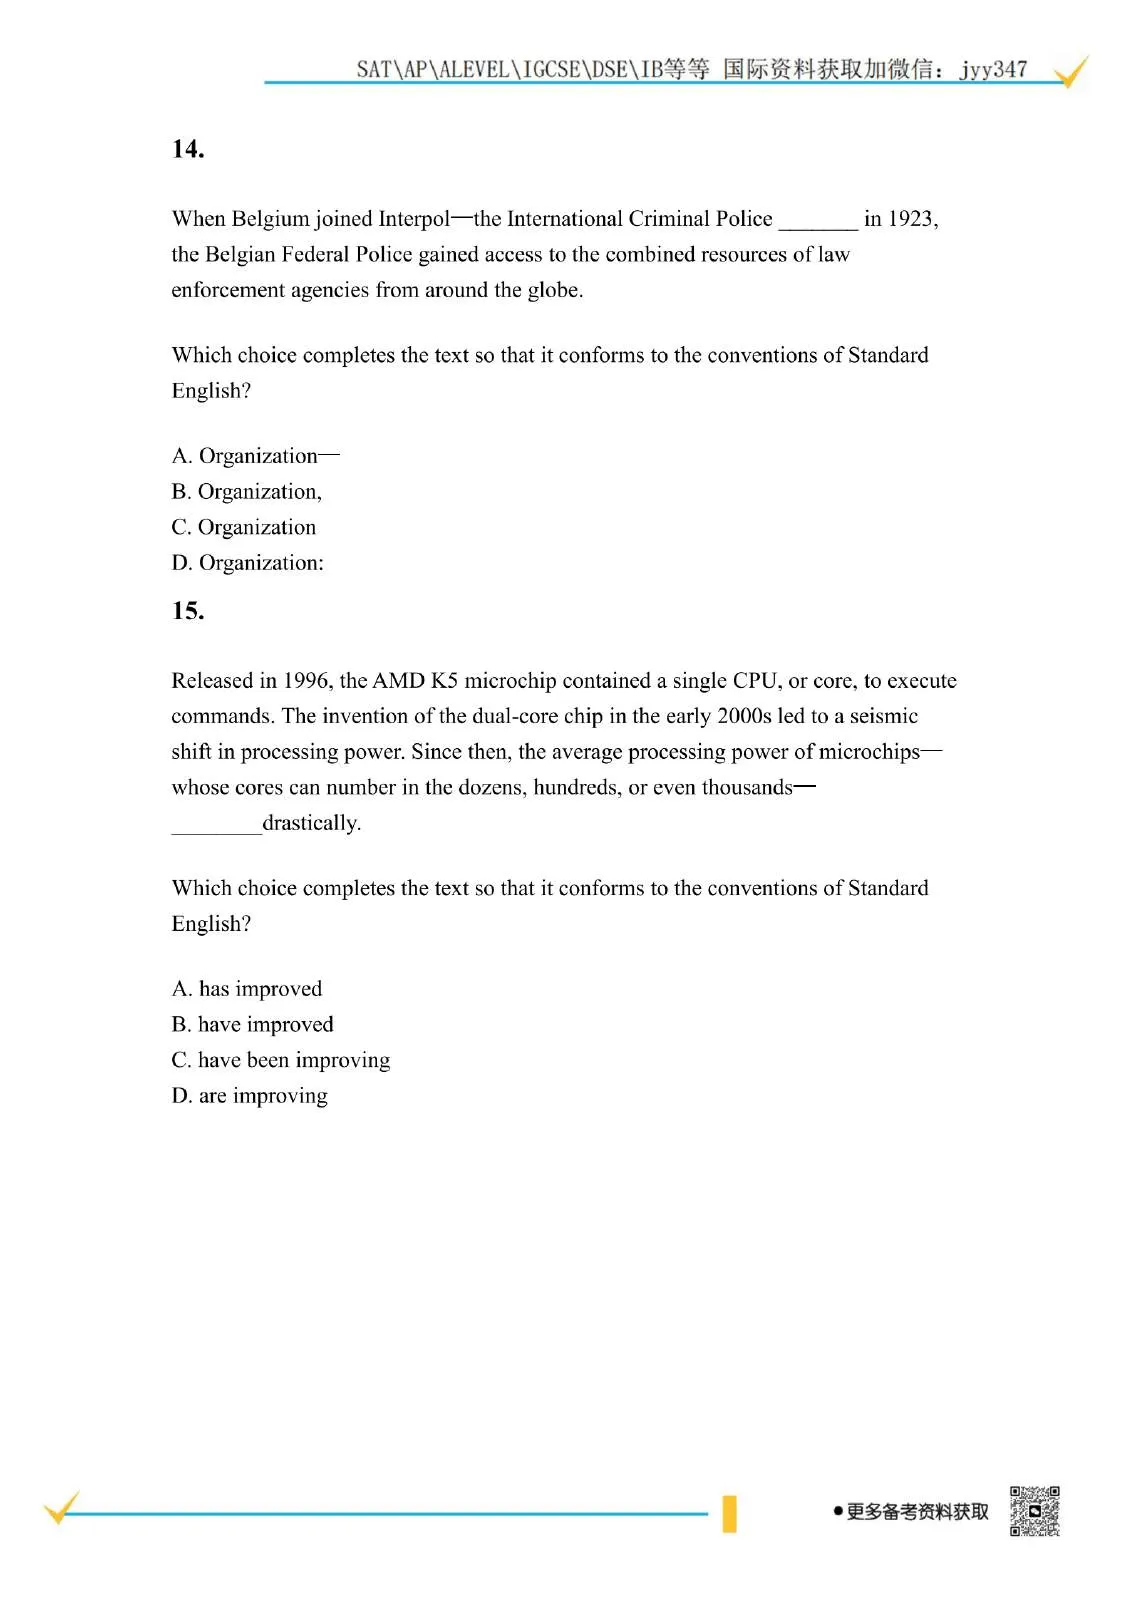 SAT\AP\ALEVEL\IGCSE\DSE\IB等等 国际资料获取加微信：jyy347
14.
When Belgium joined Interpol—the International Criminal Police _______ in 1923,
the Belgian Federal Police gained access to the combined resources of law
enforcement agencies from around the globe.
Which choice completes the text so that it conforms to the conventions of Standard
English?
A. Organization—
B. Organization,
C. Organization
D. Organization:
15.
Released in 1996, the AMD K5 microchip contained a single CPU, or core, to execute
commands. The invention of the dual-core chip in the early 2000s led to a seismic
shift in processing power. Since then, the average processing power of microchips—
whose cores can number in the dozens, hundreds, or even thousands—
________drastically.
Which choice completes the text so that it conforms to the conventions of Standard
English?
A. has improved
B. have improved
C. have been improving
D. are improving
●更多备考资料获取